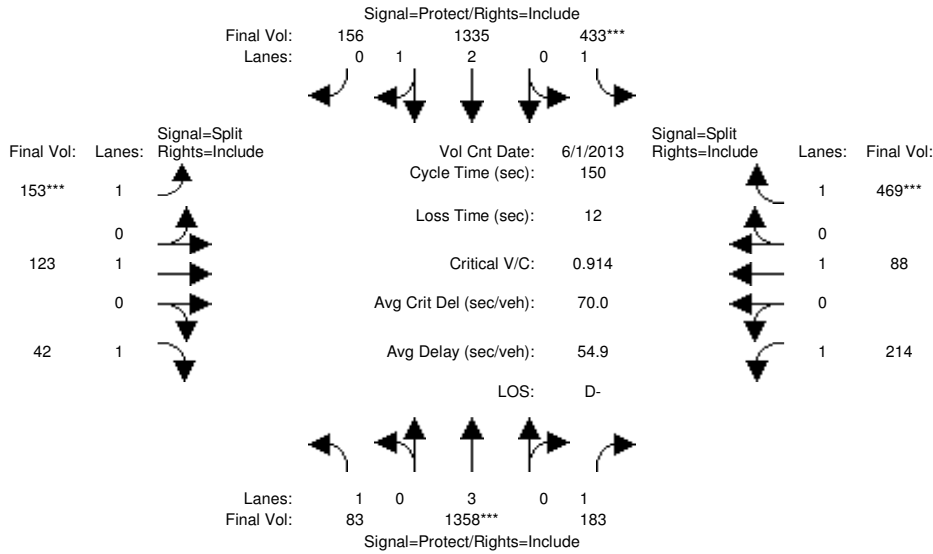 Signal=Protect/Rights=Include
Final Vol: 156 1335 433***
Lanes: 0 1 2 0 1
Signal=Split
Final Vol: Lanes: Rights=Include
Vol Cnt Date: 6/1/2013
Signal=Split
Rights=Include Lanes: Final Vol:
Cycle Time (sec): 150
153*** 1
1 469***
Loss Time (sec): 12
0
0
123 1
Critical V/C: 0.914
1 88
0
Avg Crit Del (sec/veh): 70.0
0
42 1
Avg Delay (sec/veh): 54.9
1 214
LOS: D-
Lanes: 1 0 3 0 1
Final Vol: 83 1358*** 183
Signal=Protect/Rights=Include